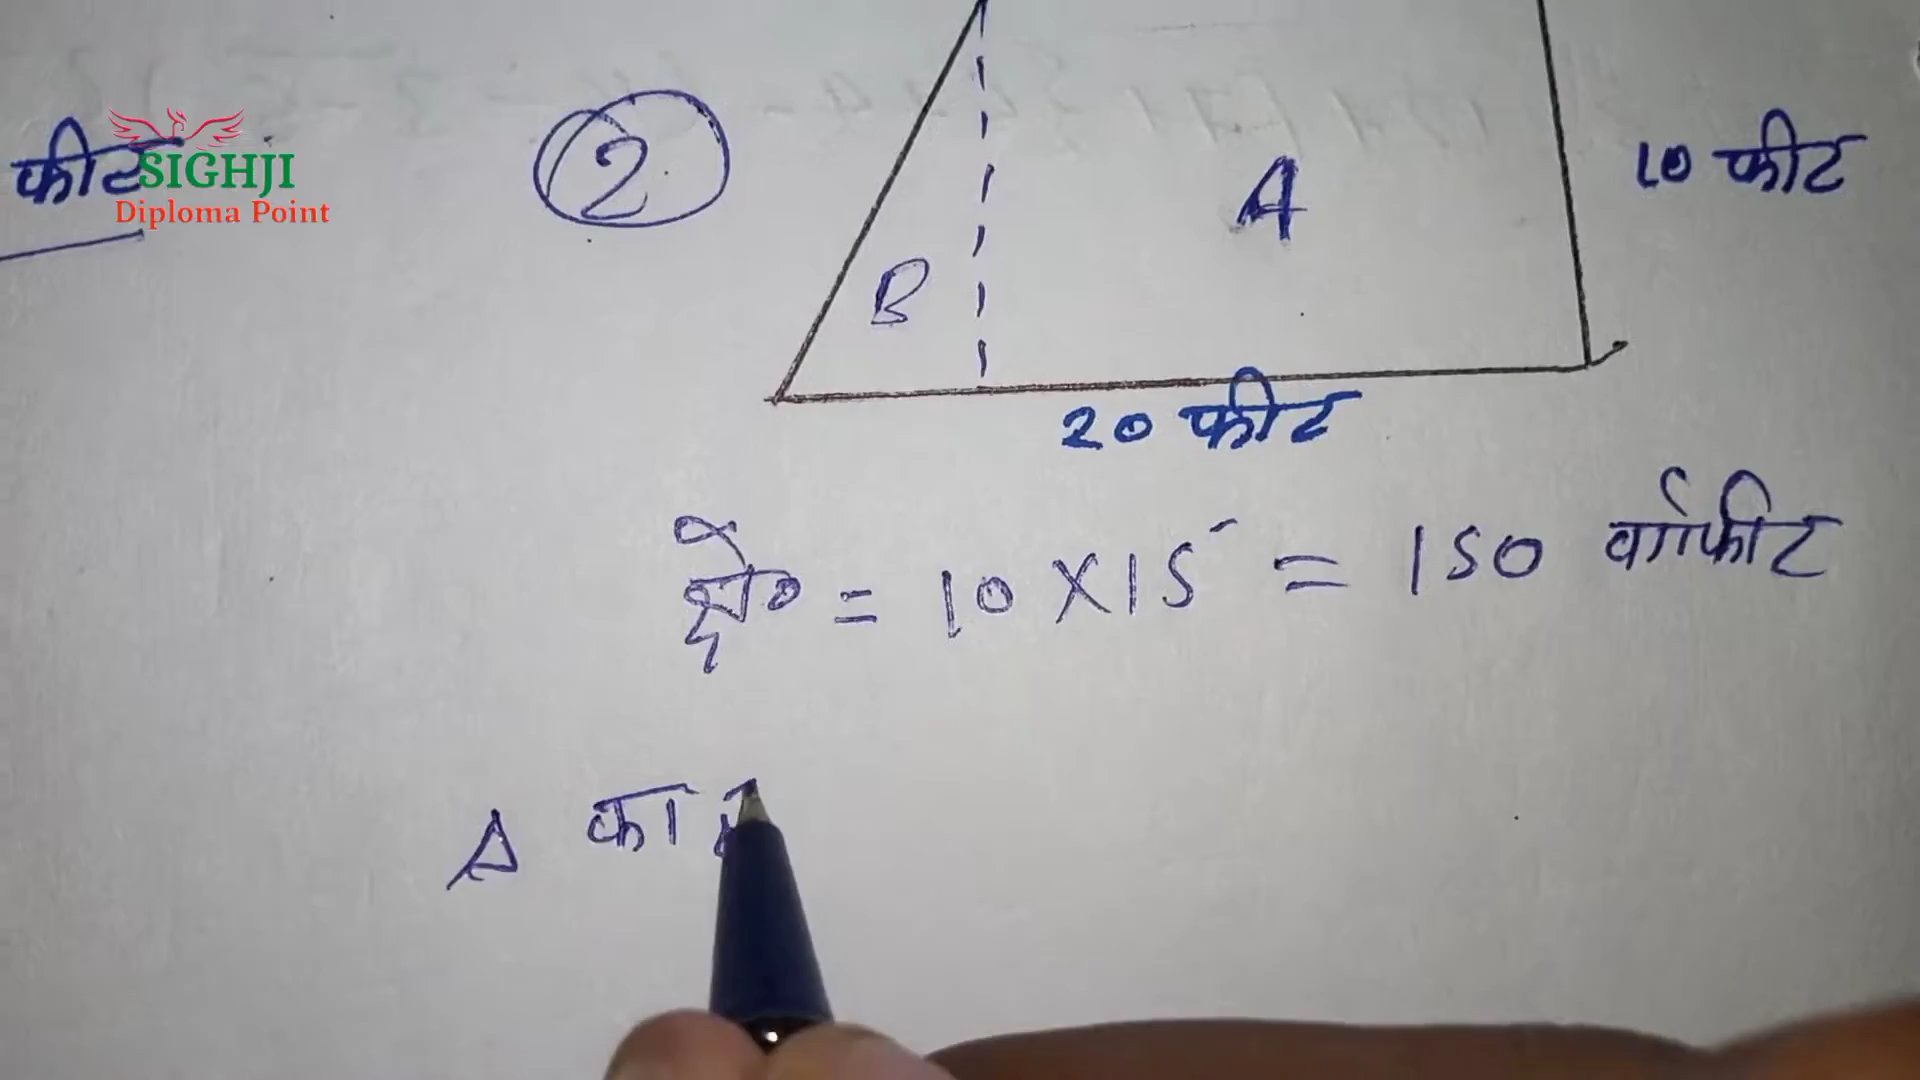 फीट
SIGHJI
Diploma Point
2
B
A
10 फीट
20 फीट
क्षे० = 10 X 15 = 150 वर्गफीट
Δ का